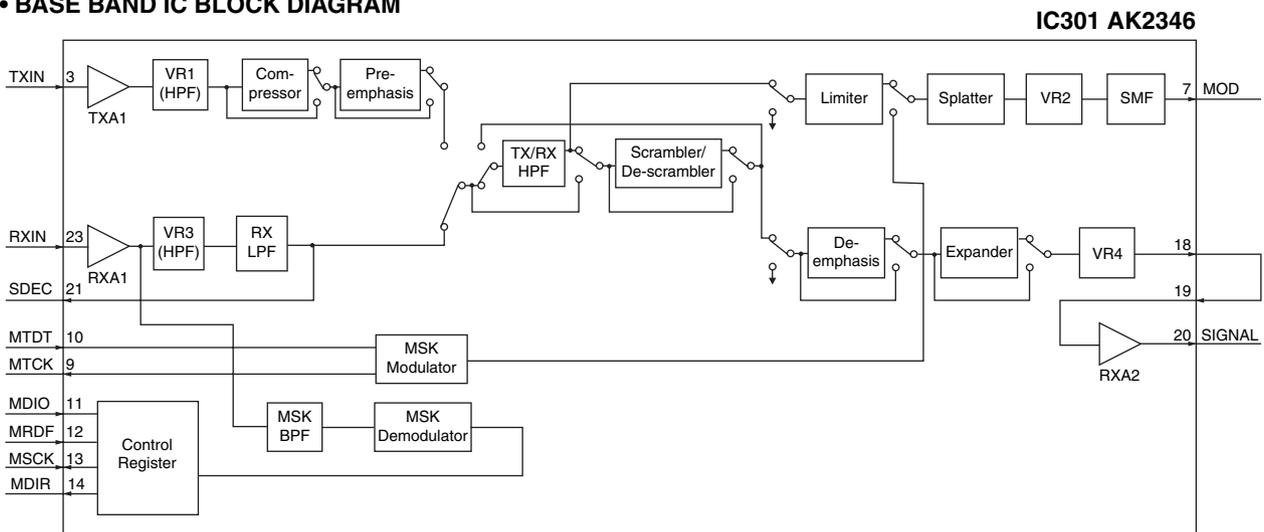 • BASE BAND IC BLOCK DIAGRAM
IC301 AK2346
TXIN 3
TXA1
VR1
(HPF)
Com-
pressor
Pre-
emphasis
TX/RX
HPF
Scrambler/
De-scrambler
Limiter
Splatter
VR2
SMF
7 MOD
RXIN 23
RXA1
VR3
(HPF)
RX
LPF
De-
emphasis
Expander
VR4
18
19
20 SIGNAL
RXA2
SDEC 21
MTDT 10
MTCK 9
MSK
Modulator
MDIO 11
MRDF 12
MSCK 13
MDIR 14
Control
Register
MSK
BPF
MSK
Demodulator